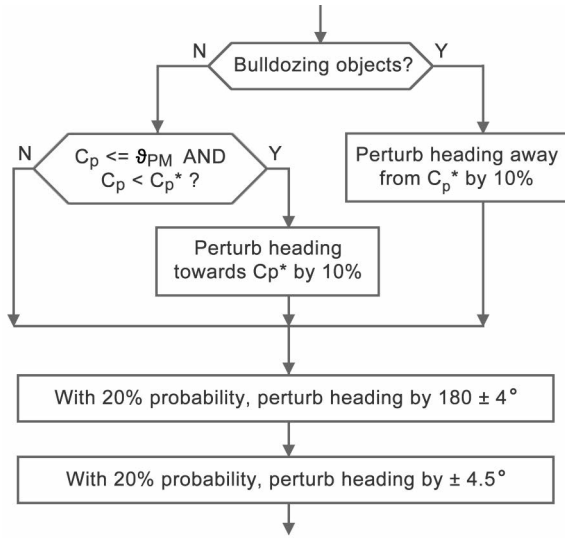 N
Y
Bulldozing objects?
N
Y
Cₚ <= ϑPM AND
Cₚ < Cₚ* ?
Perturb heading away
from Cₚ* by 10%
Perturb heading
towards Cp* by 10%
With 20% probability, perturb heading by 180 ± 4°
With 20% probability, perturb heading by ± 4.5°